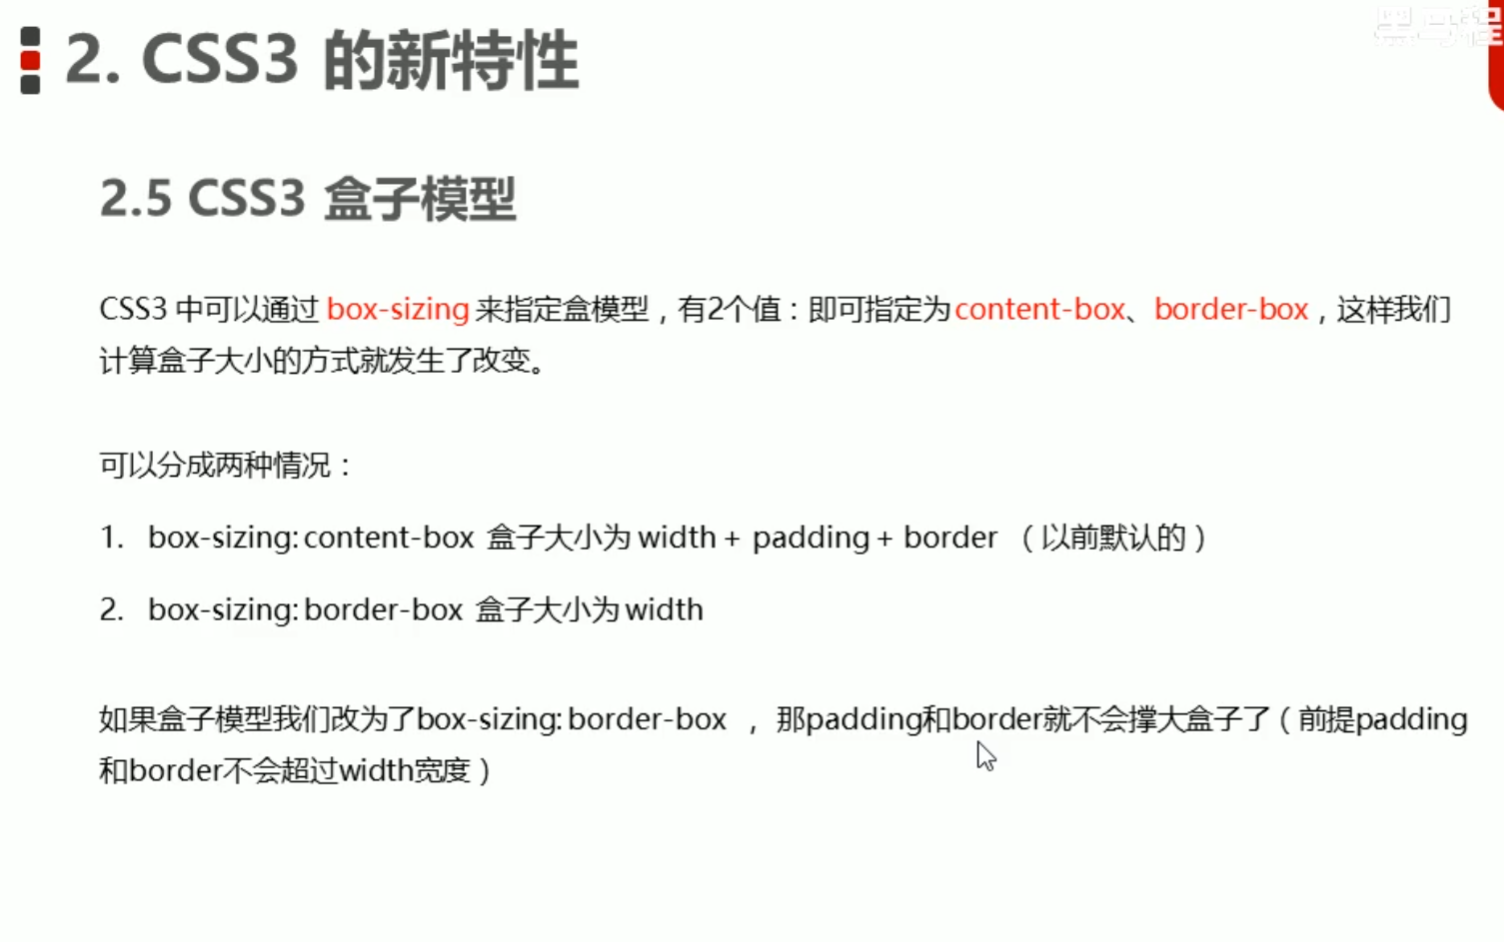 黑马程
2. CSS3 的新特性
2.5 CSS3 盒子模型
CSS3 中可以通过 box-sizing 来指定盒模型，有2个值：即可指定为content-box、border-box，这样我们
计算盒子大小的方式就发生了改变。
可以分成两种情况：
1. box-sizing: content-box 盒子大小为 width + padding + border （以前默认的）
2. box-sizing: border-box 盒子大小为 width
如果盒子模型我们改为了box-sizing: border-box ， 那padding和border就不会撑大盒子了（前提padding
和border不会超过width宽度）